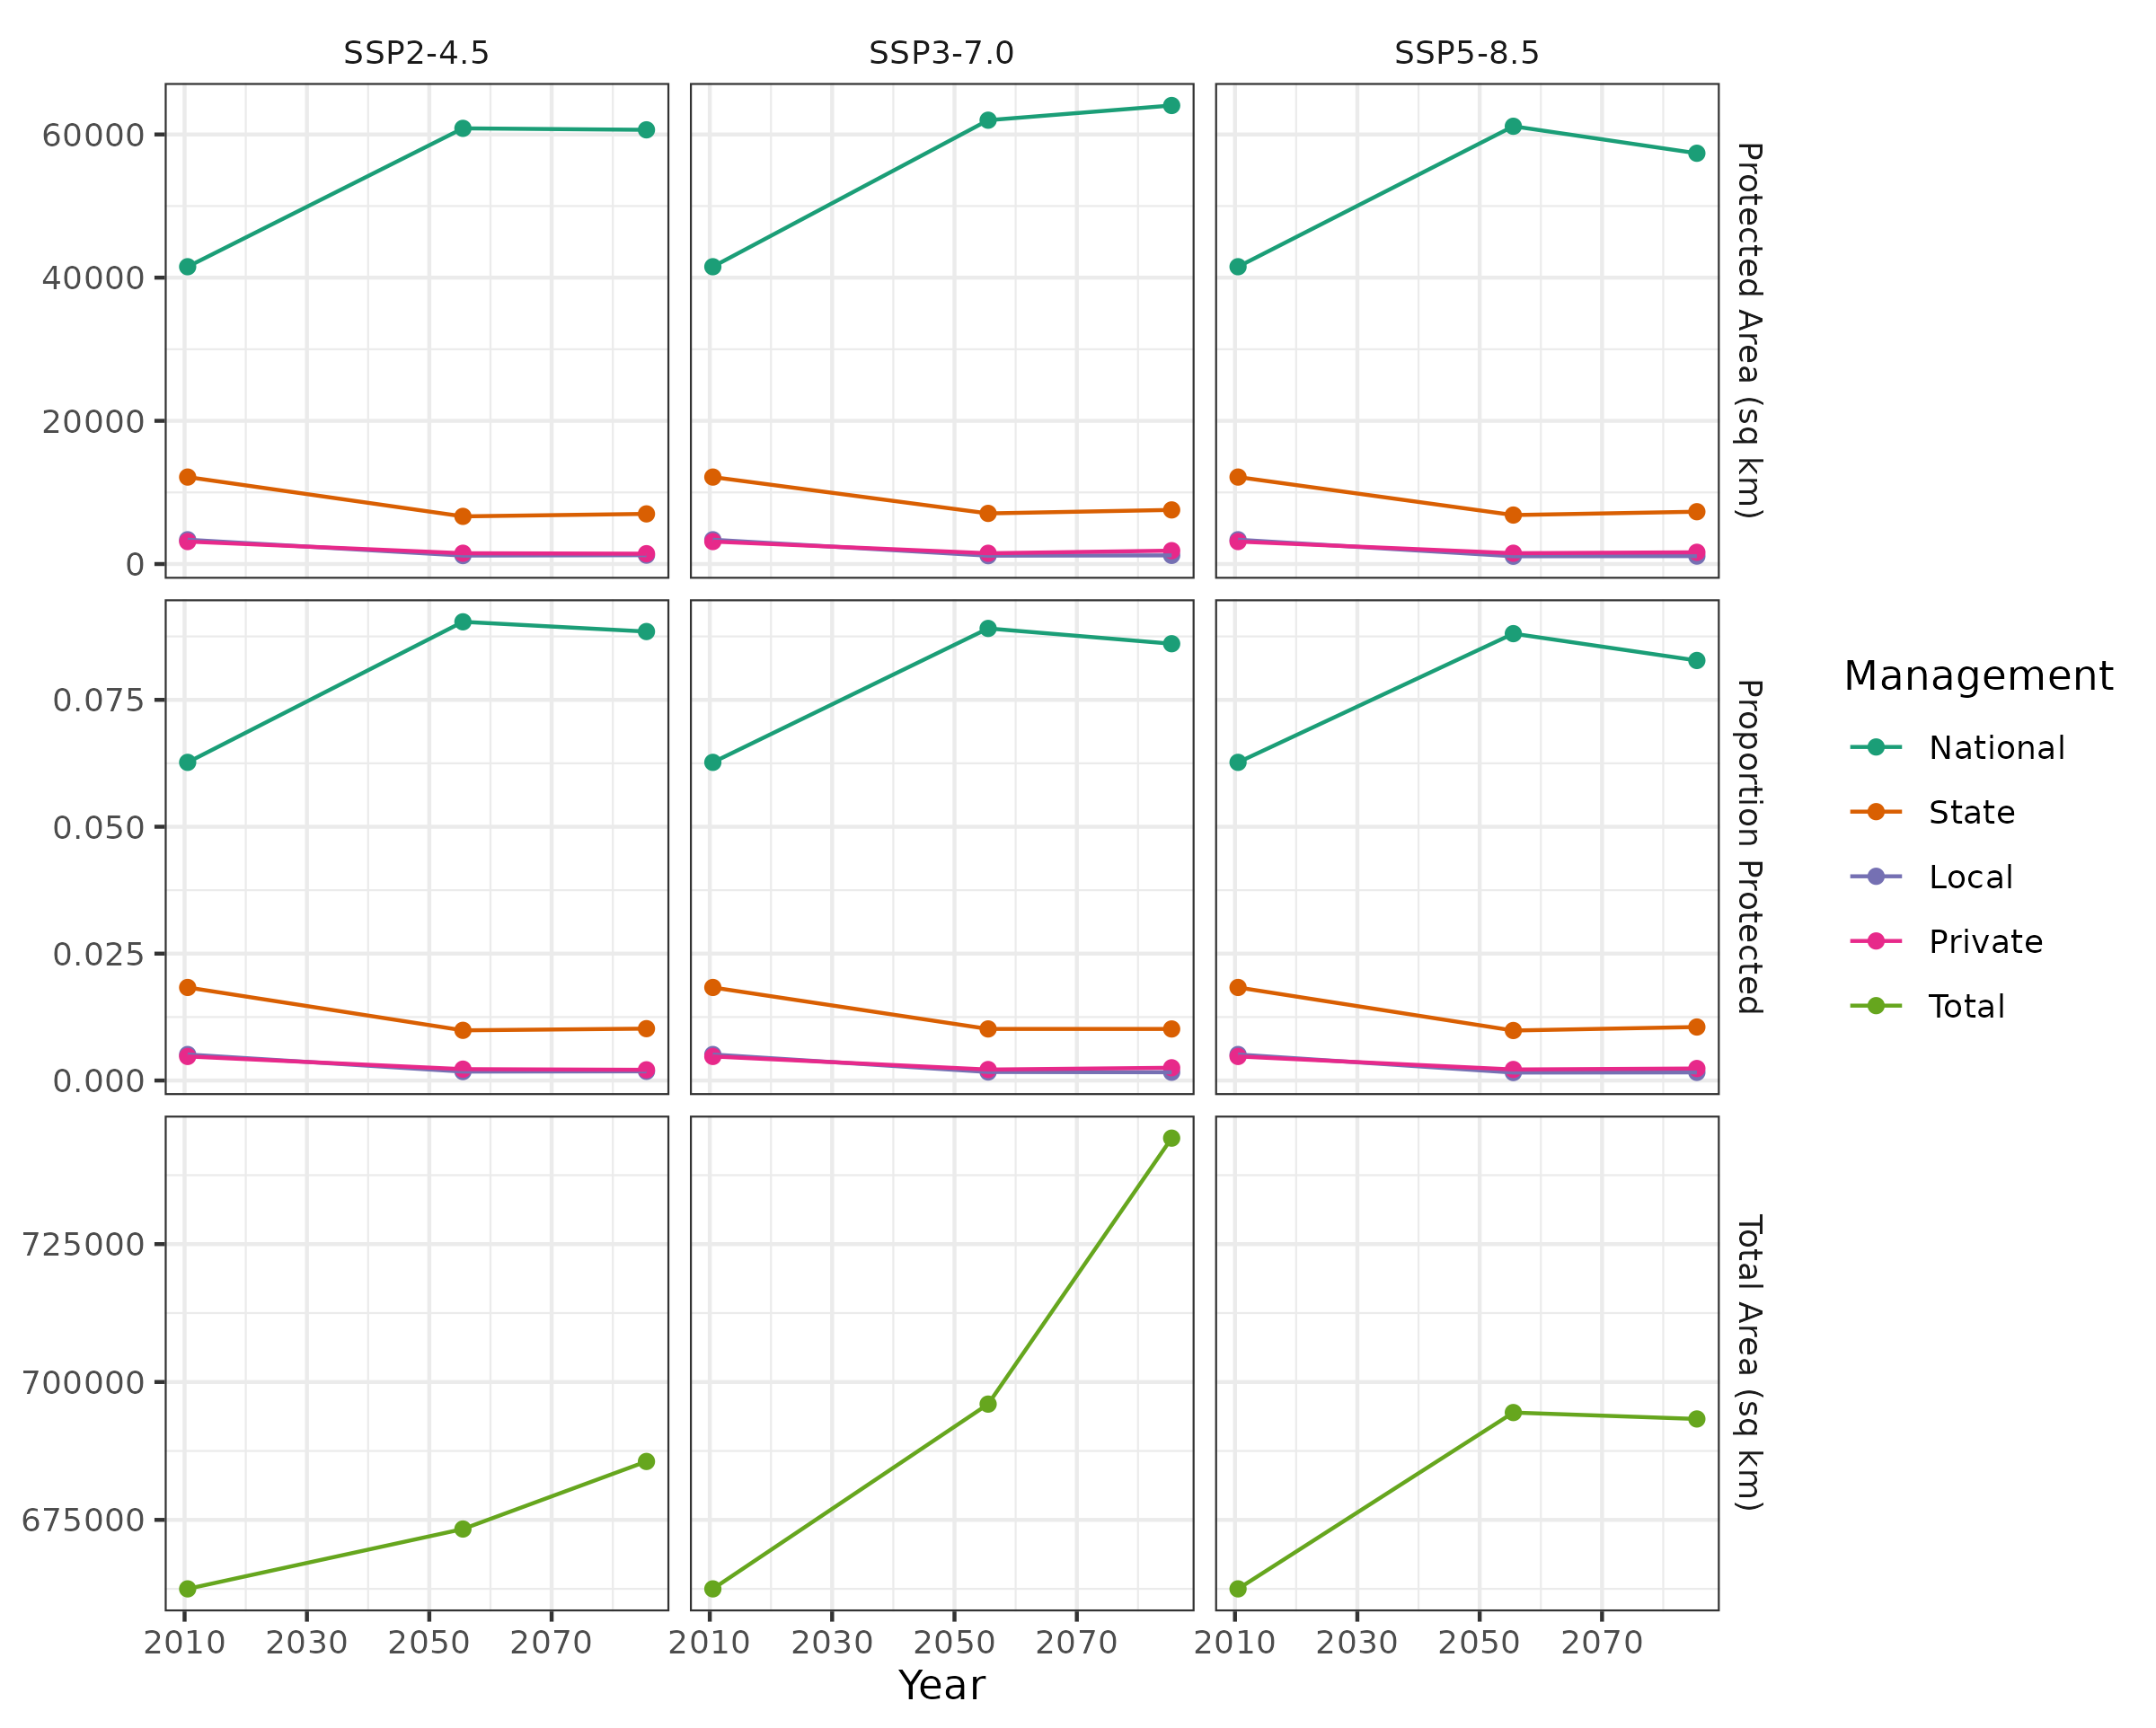 SSP2-4.5
SSP3-7.0
SSP5-8.5
60000
40000
20000
0
Protected Area (sq km)
0.075
0.050
0.025
0.000
Proportion Protected
725000
700000
675000
Total Area (sq km)
2010 2030 2050 2070
2010 2030 2050 2070
2010 2030 2050 2070
Year
Management
National
State
Local
Private
Total